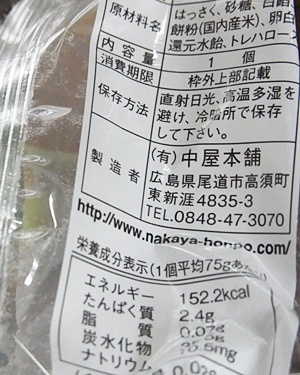 原材料名 はっさく、砂糖、白餡
餅粉(国内産米)、卵白
還元水飴、トレハロー
内容量 1個
消費期限 枠外上部記載
保存方法 直射日光、高温多湿を
避け、冷暗所で保存
して下さい。
製造者 (有)中屋本舗
広島県尾道市高須町
東新涯4835-3
TEL.0848-47-3070
http://www.nakaya-honpo.com/
栄養成分表示(1個平均75g
エネルギー 152.2kcal
たんぱく質 2.4g
脂質
炭水化物
ナトリウム